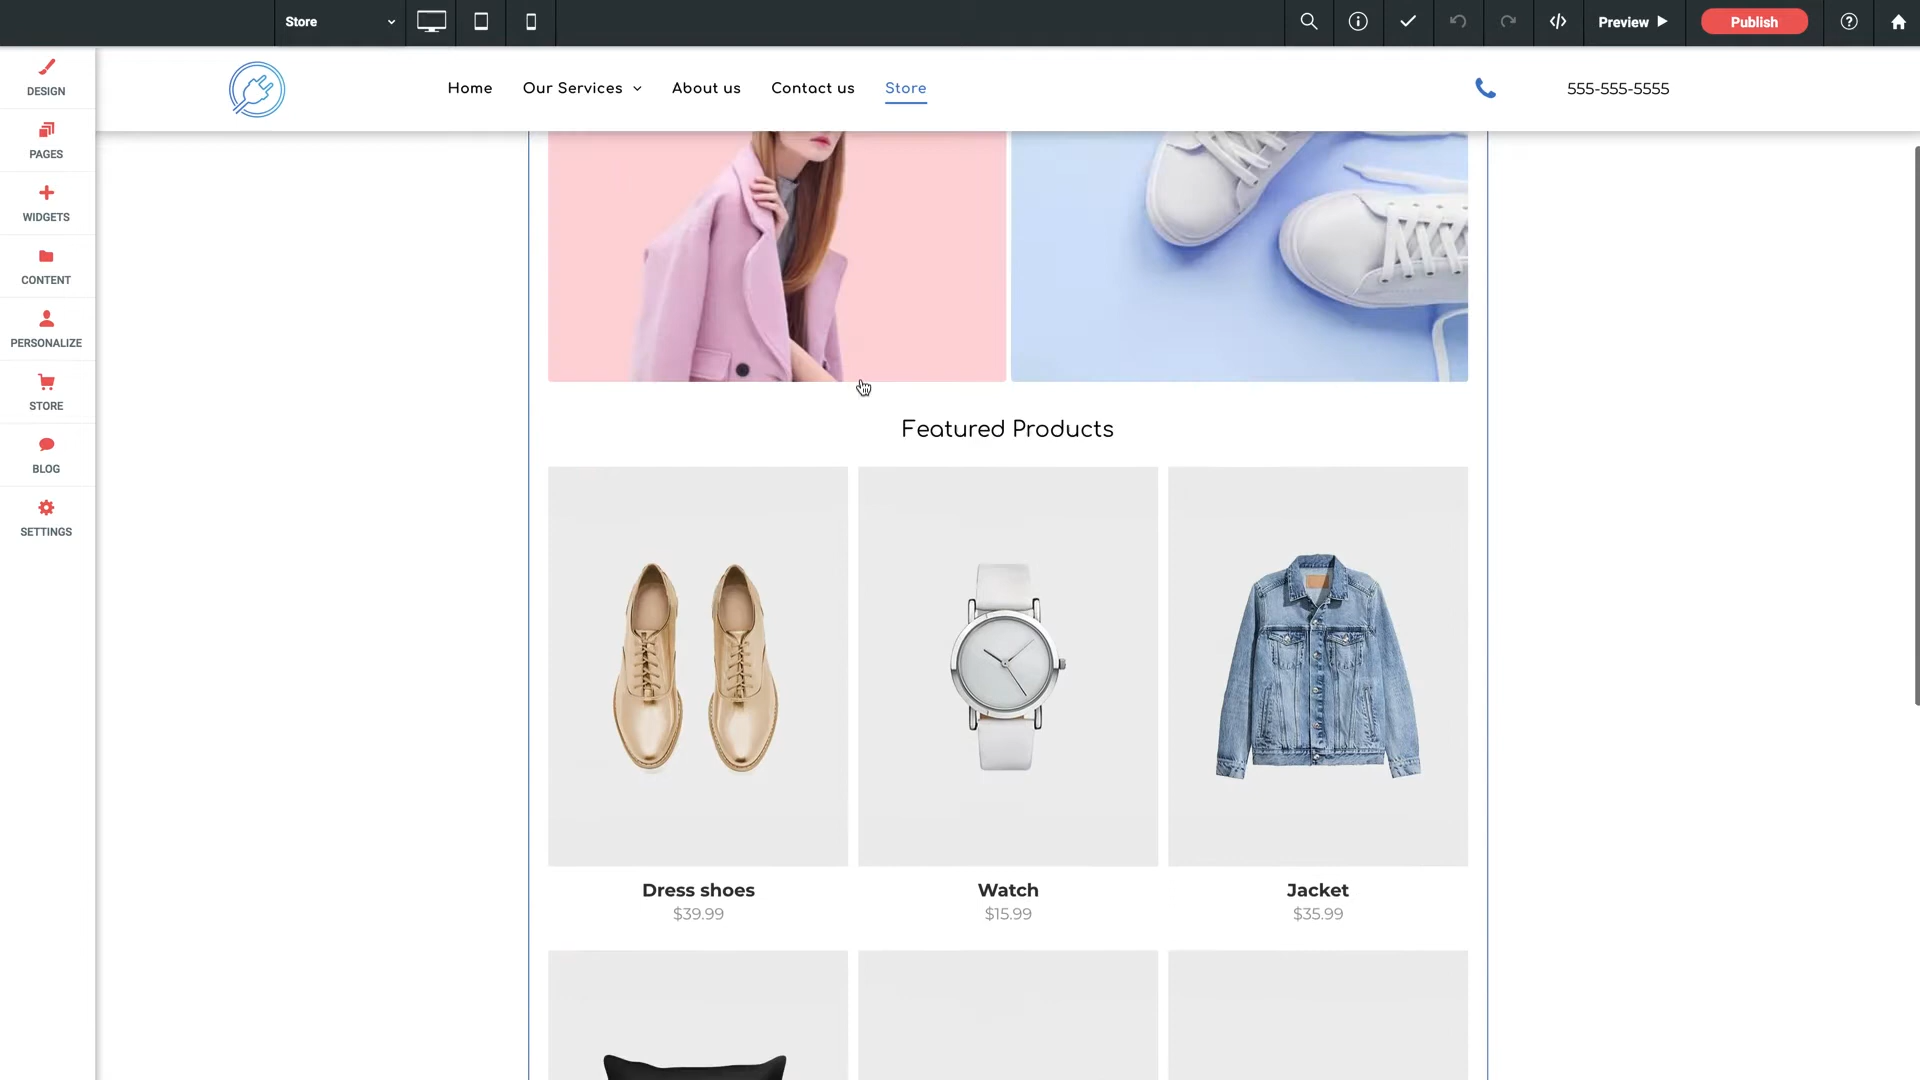 Store
Preview
Publish
DESIGN
PAGES
WIDGETS
CONTENT
PERSONALIZE
STORE
BLOG
SETTINGS
Home
Our Services
About us
Contact us
Store
555-555-5555
Featured Products
Dress shoes
$39.99
Watch
$15.99
Jacket
$35.99